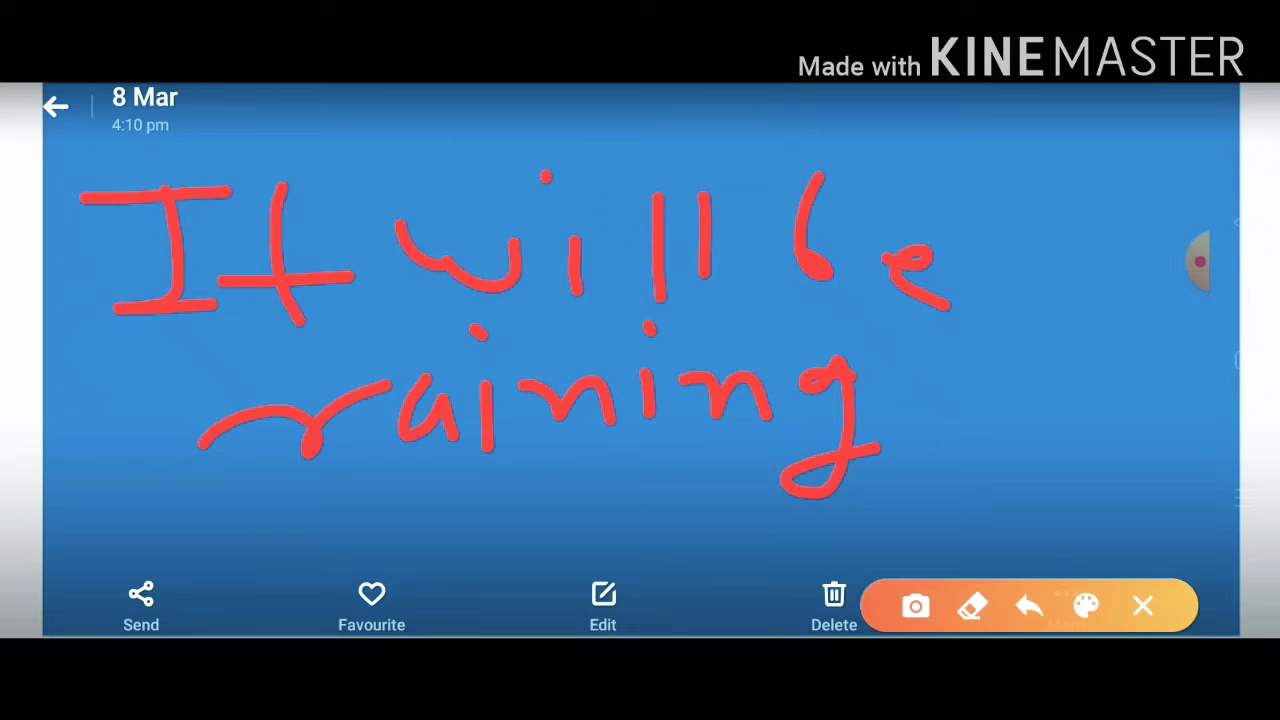 Made with KINEMASTER
8 Mar
4:10 pm
It will be
raining
Send Favourite Edit Delete